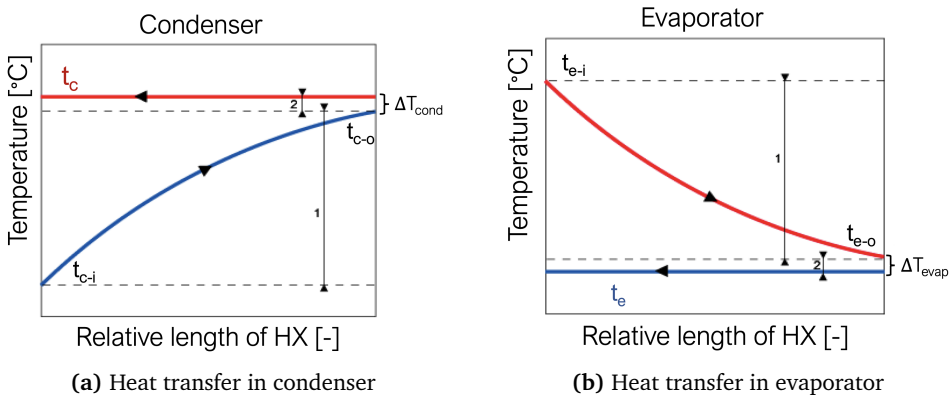 Condenser
Temperature [°C]
t_c
2
ΔT_cond
t_c-o
1
t_c-i
Relative length of HX [-]
(a) Heat transfer in condenser
Evaporator
Temperature [°C]
t_e-i
1
t_e-o
2
ΔT_evap
t_e
Relative length of HX [-]
(b) Heat transfer in evaporator